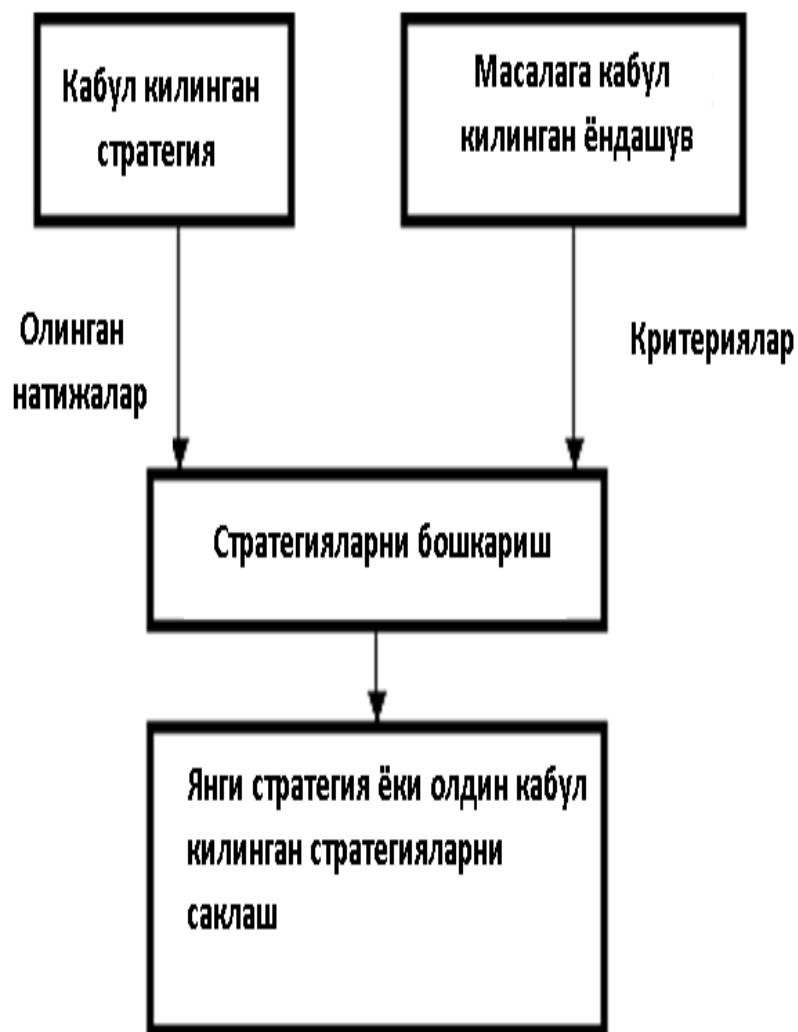 Кабул килинган
стратегия
Масалага кабул
килинган ёндашув
Олинган
натижалар
Критериялар
Стратегияларни бошкариш
Янги стратегия ёки олдин кабул
килинган стратегияларни
саклаш